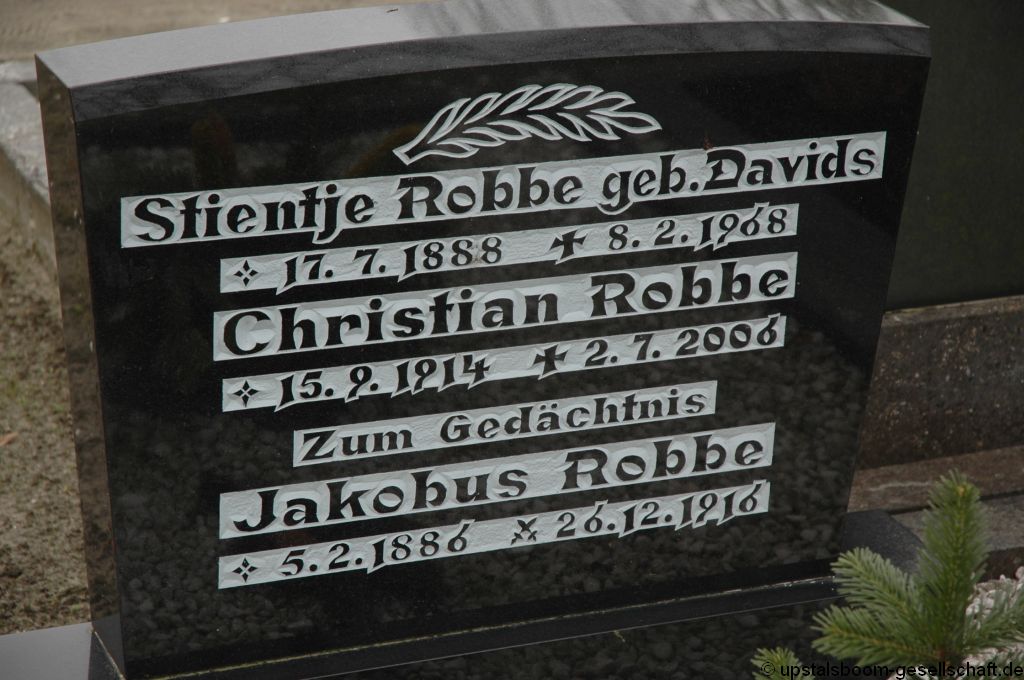 Stientje Robbe geb. Davids
✧ 17. 7. 1888 ✠ 8. 2. 1968
Christian Robbe
✧ 15. 9. 1914 ✠ 2. 7. 2006
Zum Gedächtnis
Jakobus Robbe
✧ 5. 2. 1886 ⚔ 26. 12. 1916
© upstalsboom-gesellschaft.de